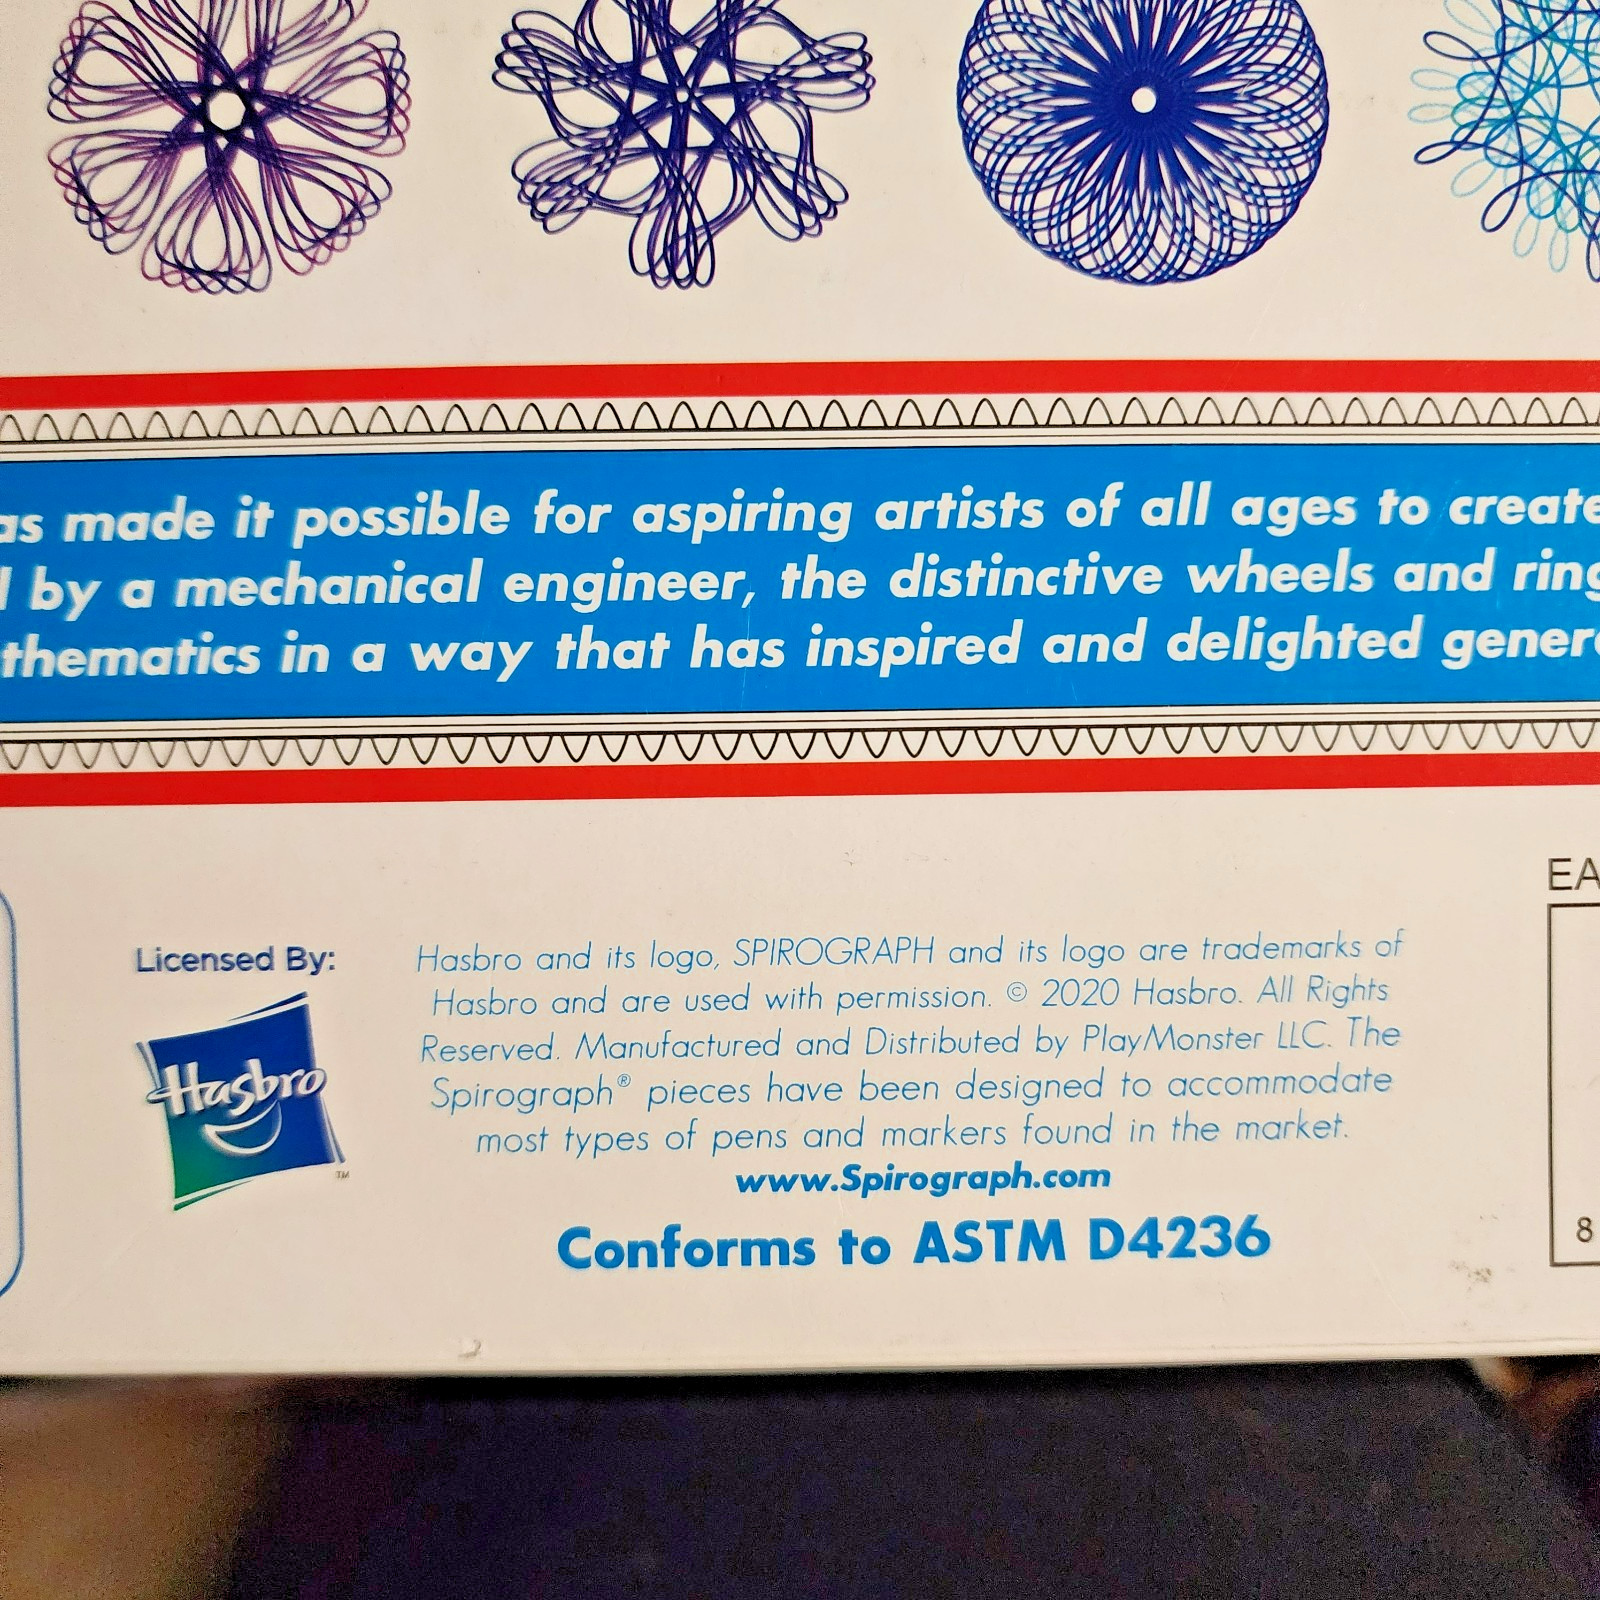 as made it possible for aspiring artists of all ages to create
by a mechanical engineer, the distinctive wheels and ring
thematics in a way that has inspired and delighted gener
EA
Licensed By:
Hasbro
TM
Hasbro and its logo, SPIROGRAPH and its logo are trademarks of
Hasbro and are used with permission. © 2020 Hasbro. All Rights
Reserved. Manufactured and Distributed by PlayMonster LLC. The
Spirograph® pieces have been designed to accommodate
most types of pens and markers found in the market.
www.Spirograph.com
Conforms to ASTM D4236
8